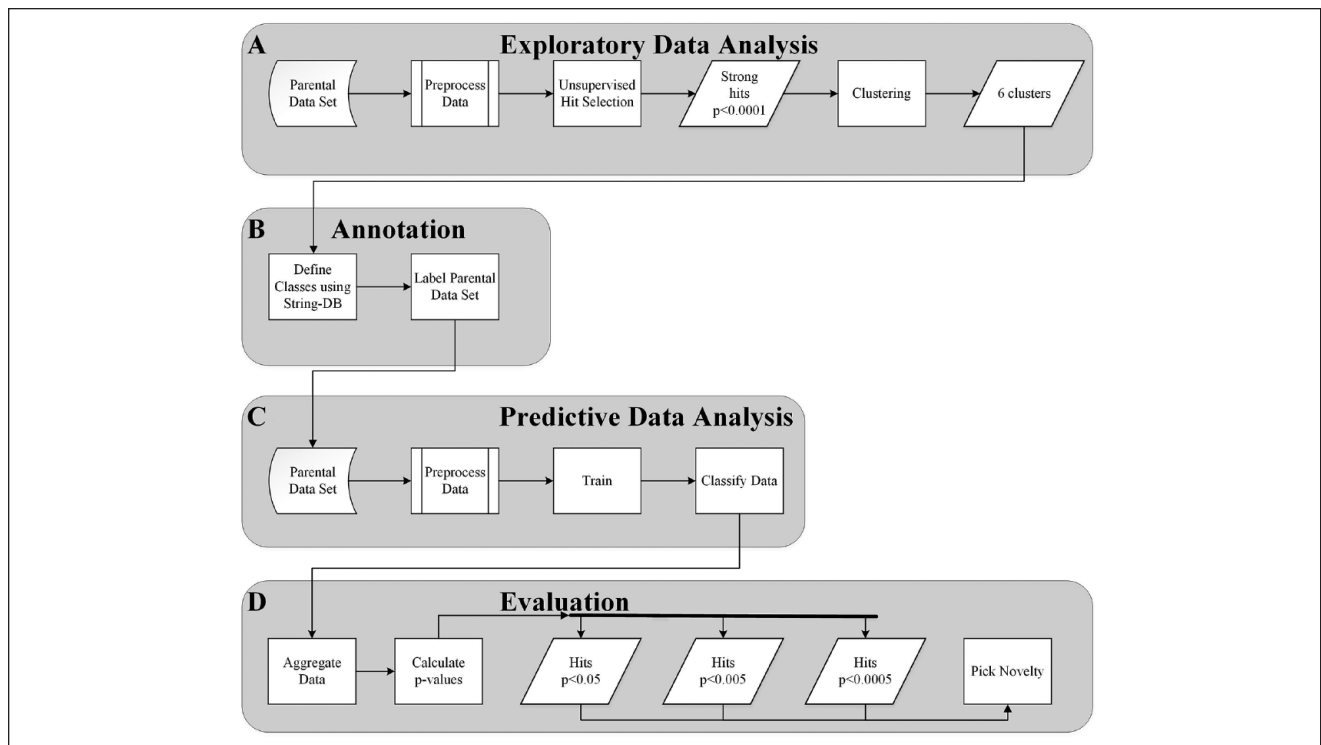 A
Exploratory Data Analysis
Parental
Data Set
Preprocess
Data
Unsupervised
Hit Selection
Strong
hits
p<0.0001
Clustering
6 clusters
B
Annotation
Define
Classes using
String-DB
Label Parental
Data Set
C
Predictive Data Analysis
Parental
Data Set
Preprocess
Data
Train
Classify Data
D
Evaluation
Aggregate
Data
Calculate
p-values
Hits
p<0.05
Hits
p<0.005
Hits
p<0.0005
Pick Novelty